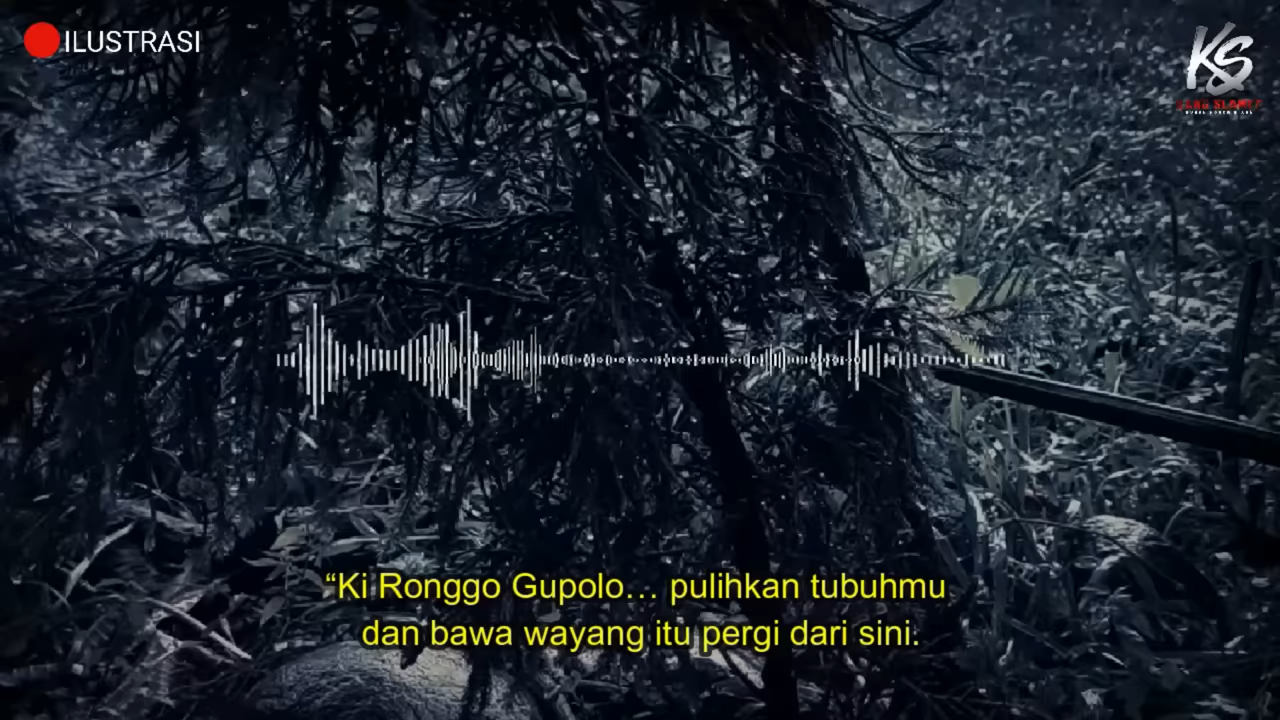 ILUSTRASI
KS
“Ki Ronggo Gupolo… pulihkan tubuhmu
dan bawa wayang itu pergi dari sini.